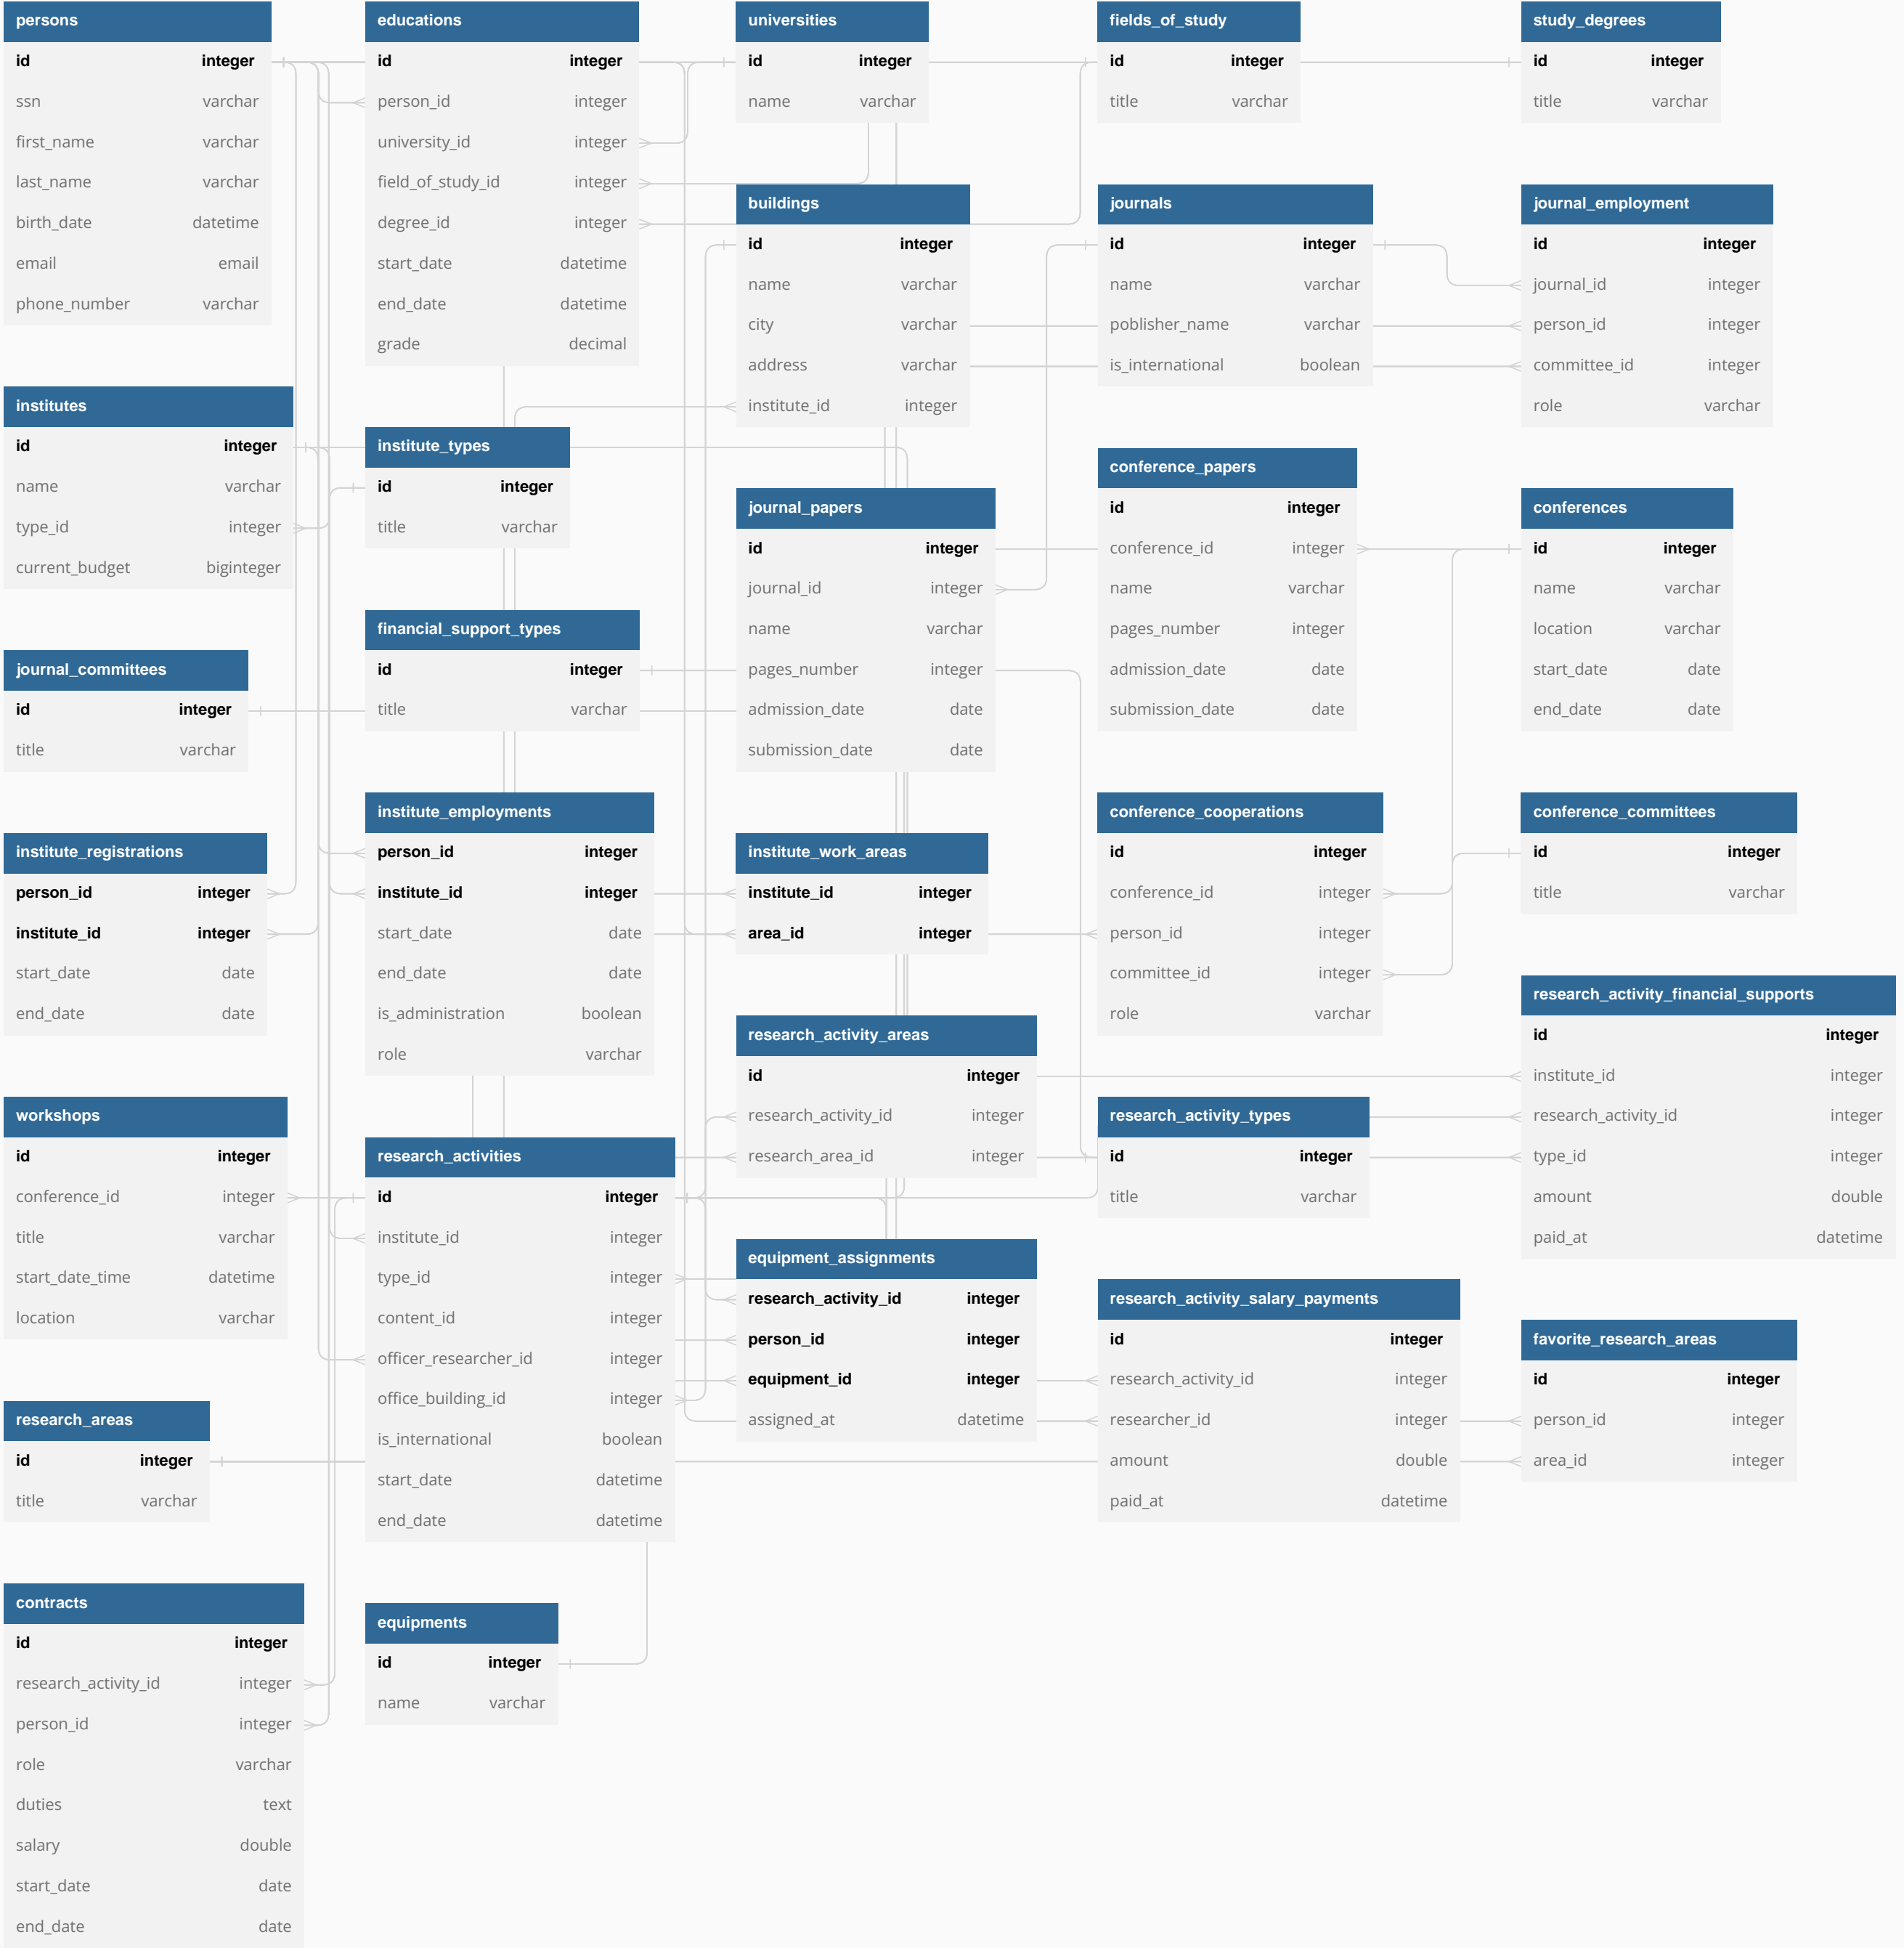 persons
id integer
ssn varchar
first_name varchar
last_name varchar
birth_date datetime
email email
phone_number varchar
educations
id integer
person_id integer
university_id integer
field_of_study_id integer
degree_id integer
start_date datetime
end_date datetime
grade decimal
universities
id integer
name varchar
fields_of_study
id integer
title varchar
study_degrees
id integer
title varchar
buildings
id integer
name varchar
city varchar
address varchar
institute_id integer
journals
id integer
name varchar
poblisher_name varchar
is_international boolean
journal_employment
id integer
journal_id integer
person_id integer
committee_id integer
role varchar
institutes
id integer
name varchar
type_id integer
current_budget biginteger
institute_types
id integer
title varchar
journal_papers
id integer
journal_id integer
name varchar
pages_number integer
admission_date date
submission_date date
conference_papers
id integer
conference_id integer
name varchar
pages_number integer
admission_date date
submission_date date
conferences
id integer
name varchar
location varchar
start_date date
end_date date
journal_committees
id integer
title varchar
financial_support_types
id integer
title varchar
institute_registrations
person_id integer
institute_id integer
start_date date
end_date date
institute_employments
person_id integer
institute_id integer
start_date date
end_date date
is_administration boolean
role varchar
institute_work_areas
institute_id integer
area_id integer
conference_cooperations
id integer
conference_id integer
person_id integer
committee_id integer
role varchar
conference_committees
id integer
title varchar
research_activity_financial_supports
id integer
institute_id integer
research_activity_id integer
type_id integer
amount double
paid_at datetime
research_activity_areas
id integer
research_activity_id integer
research_area_id integer
research_activity_types
id integer
title varchar
workshops
id integer
conference_id integer
title varchar
start_date_time datetime
location varchar
research_activities
id integer
institute_id integer
type_id integer
content_id integer
officer_researcher_id integer
office_building_id integer
is_international boolean
start_date datetime
end_date datetime
equipment_assignments
research_activity_id integer
person_id integer
equipment_id integer
assigned_at datetime
research_activity_salary_payments
id integer
research_activity_id integer
researcher_id integer
amount double
paid_at datetime
favorite_research_areas
id integer
person_id integer
area_id integer
research_areas
id integer
title varchar
contracts
id integer
research_activity_id integer
person_id integer
role varchar
duties text
salary double
start_date date
end_date date
equipments
id integer
name varchar